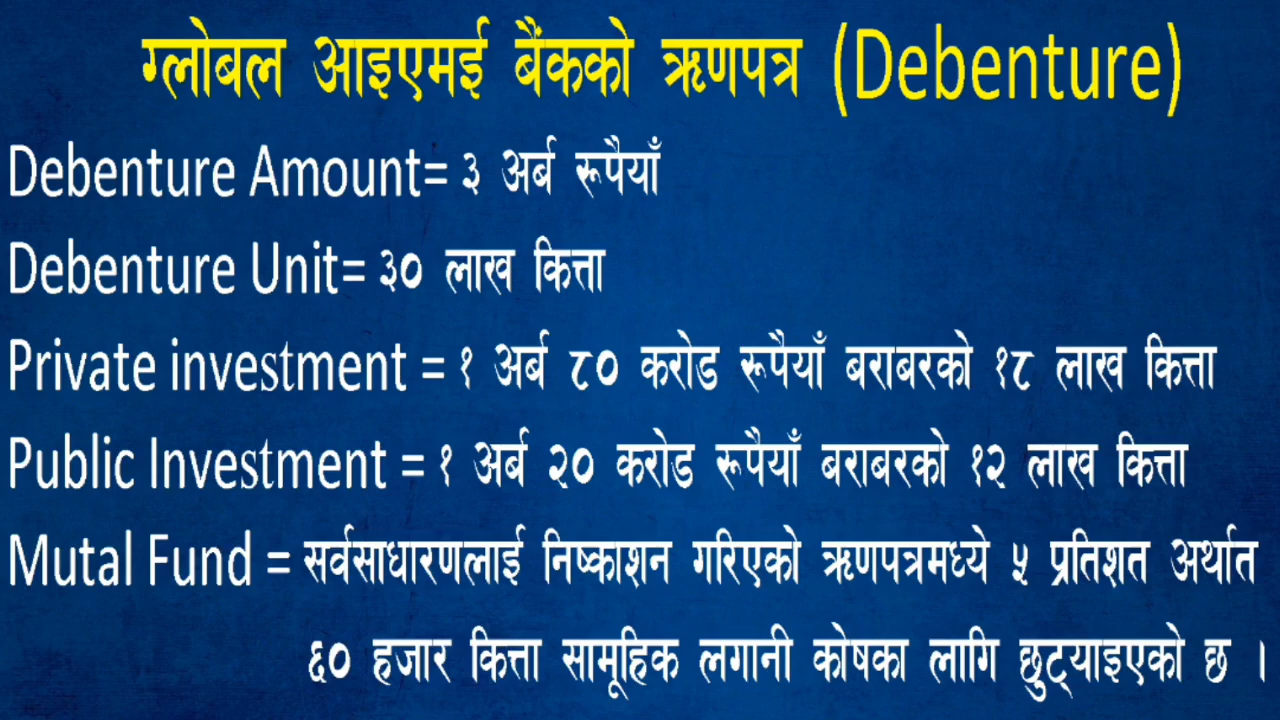 ग्लोबल आइएमई बैंकको ऋणपत्र (Debenture)
Debenture Amount= ३ अर्ब रूपैयाँ
Debenture Unit= ३० लाख कित्ता
Private investment = १ अर्ब ८० करोड रूपैयाँ बराबरको १८ लाख कित्ता
Public Investment = १ अर्ब २० करोड रूपैयाँ बराबरको १२ लाख कित्ता
Mutal Fund = सर्वसाधारणलाई निष्काशन गरिएको ऋणपत्रमध्ये ५ प्रतिशत अर्थात
६० हजार कित्ता सामूहिक लगानी कोषका लागि छुट्याइएको छ ।